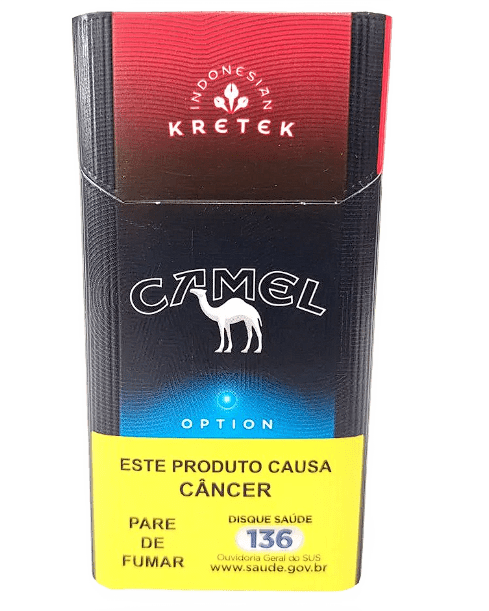 INDONESIAN
KRETEK
CAMEL
OPTION
ESTE PRODUTO CAUSA
CÂNCER
PARE
DE
FUMAR
DISQUE SAÚDE
136
Ouvidoria Geral do SUS
www.saude.gov.br